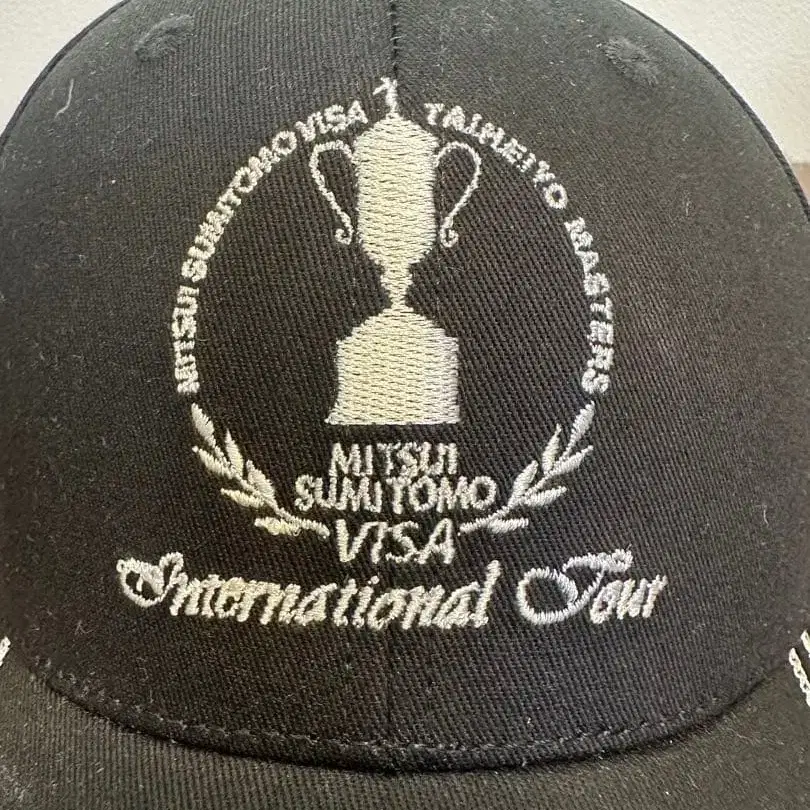 MITSUI SUMITOMO VISA TAIHEIYO MASTERS
MITSUI
SUMITOMO
VISA
International Tour